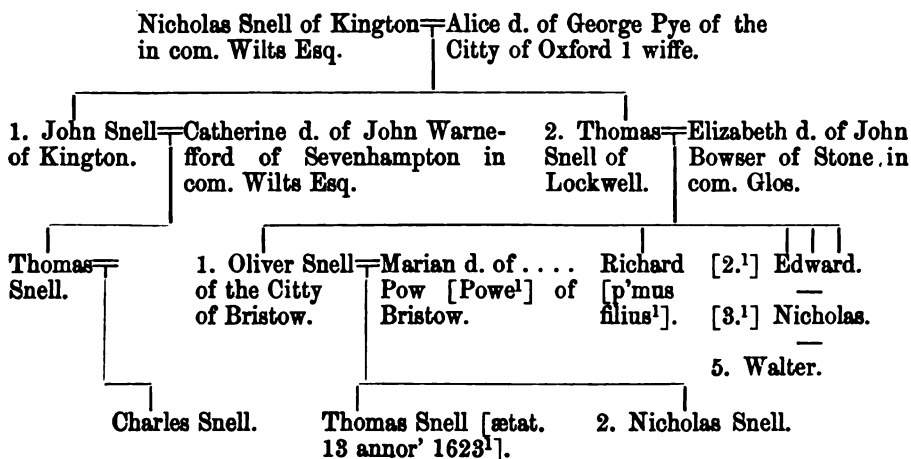 Nicholas Snell of Kington═Alice d. of George Pye of the
in com. Wilts Esq. Citty of Oxford 1 wiffe.
1. John Snell═Catherine d. of John Warne-
of Kington. fford of Sevenhampton in
com. Wilts Esq.
2. Thomas═Elizabeth d. of John
Snell of Bowser of Stone, in
Lockwell. com. Glos.
Thomas═
Snell.
1. Oliver Snell═Marian d. of ....
of the Citty Pow [Powe¹] of
of Bristow. Bristow.
Richard
[p'mus
filius¹].
[2.¹] Edward.
[3.¹] Nicholas.
5. Walter.
Charles Snell.
Thomas Snell [ætat.
13 annor' 1623¹].
2. Nicholas Snell.